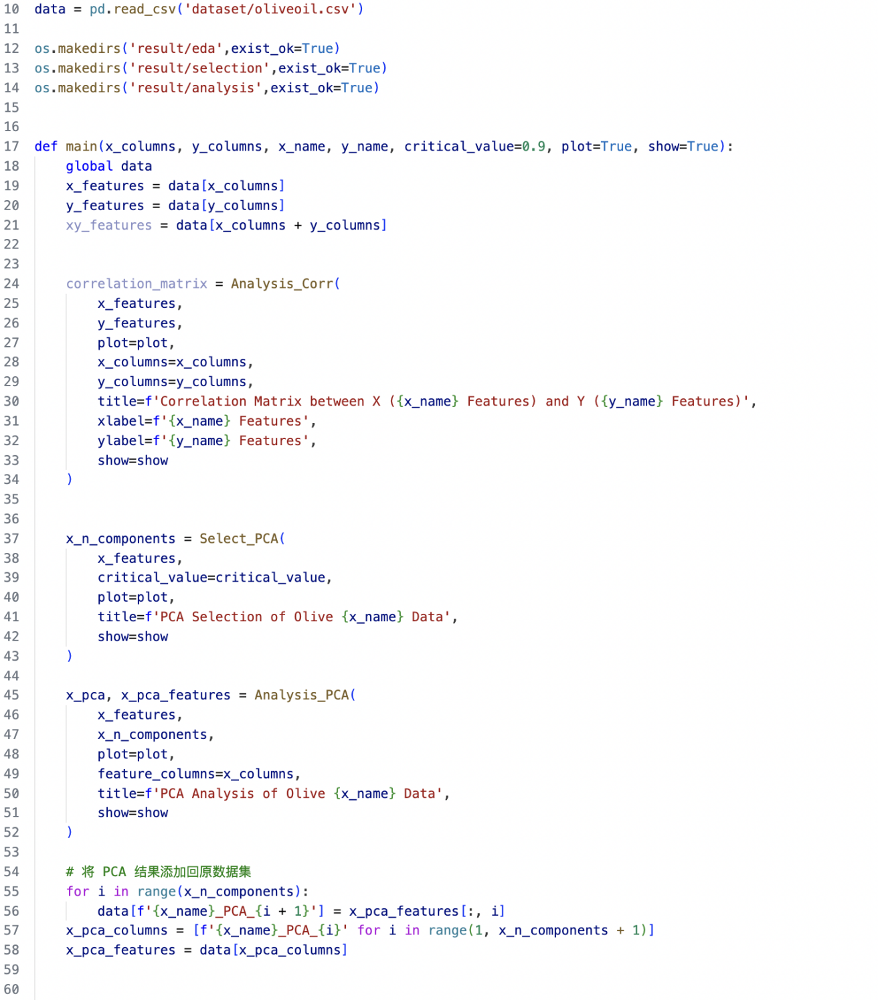 10 data = pd.read_csv('dataset/oliveoil.csv')
11
12 os.makedirs('result/eda',exist_ok=True)
13 os.makedirs('result/selection',exist_ok=True)
14 os.makedirs('result/analysis',exist_ok=True)
15
16
17 def main(x_columns, y_columns, x_name, y_name, critical_value=0.9, plot=True, show=True):
18     global data
19     x_features = data[x_columns]
20     y_features = data[y_columns]
21     xy_features = data[x_columns + y_columns]
22
23
24     correlation_matrix = Analysis_Corr(
25         x_features,
26         y_features,
27         plot=plot,
28         x_columns=x_columns,
29         y_columns=y_columns,
30         title=f'Correlation Matrix between X ({x_name} Features) and Y ({y_name} Features)',
31         xlabel=f'{x_name} Features',
32         ylabel=f'{y_name} Features',
33         show=show
34     )
35
36
37     x_n_components = Select_PCA(
38         x_features,
39         critical_value=critical_value,
40         plot=plot,
41         title=f'PCA Selection of Olive {x_name} Data',
42         show=show
43     )
44
45     x_pca, x_pca_features = Analysis_PCA(
46         x_features,
47         x_n_components,
48         plot=plot,
49         feature_columns=x_columns,
50         title=f'PCA Analysis of Olive {x_name} Data',
51         show=show
52     )
53
54     # 将 PCA 结果添加回原数据集
55     for i in range(x_n_components):
56         data[f'{x_name}_PCA_{i + 1}'] = x_pca_features[:, i]
57     x_pca_columns = [f'{x_name}_PCA_{i}' for i in range(1, x_n_components + 1)]
58     x_pca_features = data[x_pca_columns]
59
60